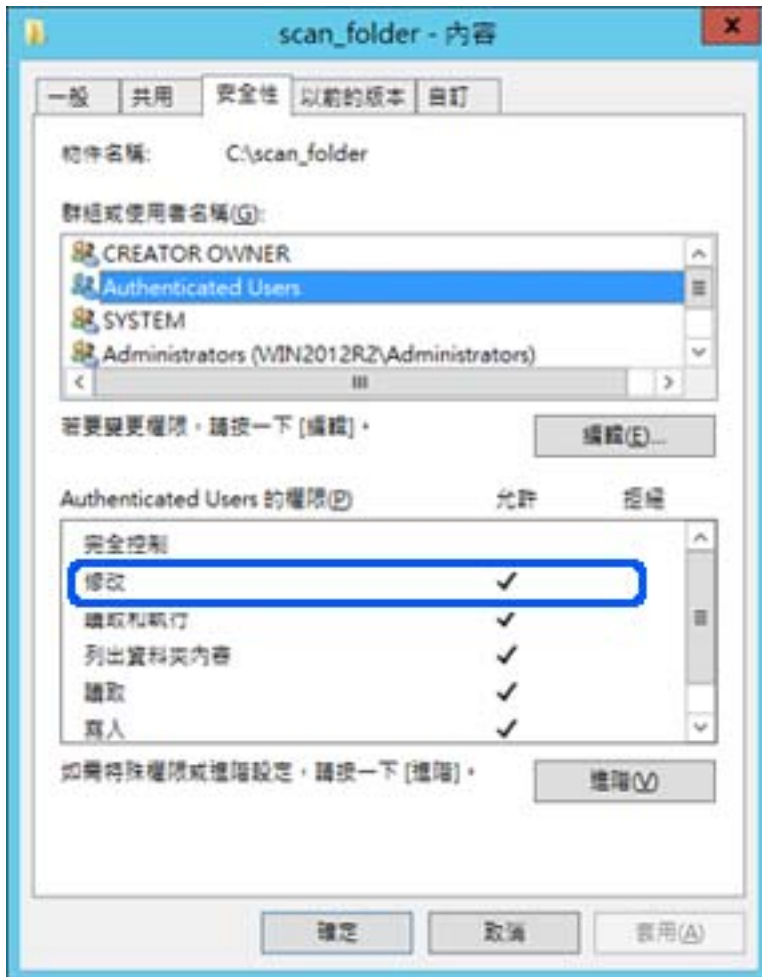 scan_folder - 內容
一般 共用 安全性 以前的版本 自訂
物件名稱: C:\scan_folder
群組或使用者名稱(G):
CREATOR OWNER
Authenticated Users
SYSTEM
Administrators (WIN2012R2\Administrators)
若要變更權限，請按一下 [編輯]。 編輯(E)...
Authenticated Users 的權限(P) 允許 拒絕
完全控制
修改
讀取和執行
列出資料夾內容
讀取
寫入
如需特殊權限或進階設定，請按一下 [進階]。 進階(V)
確定 取消 套用(A)